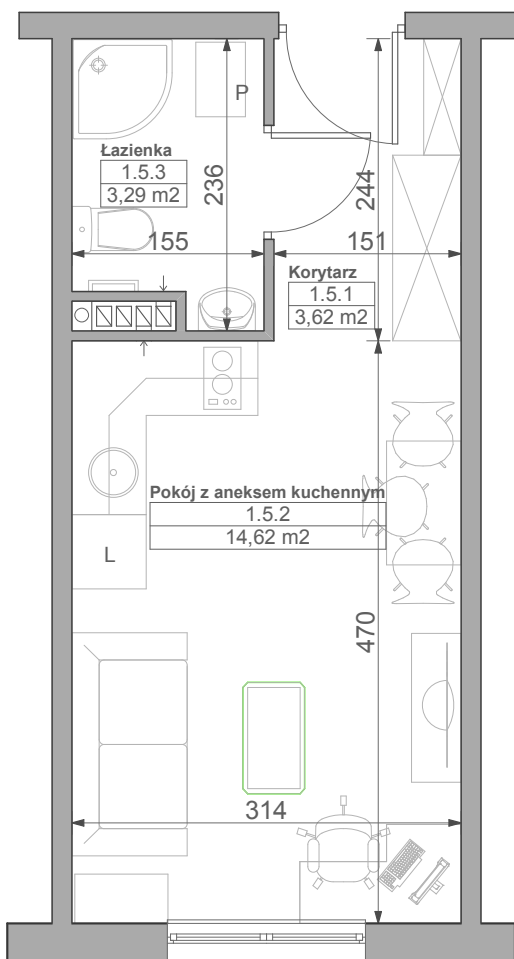 P
Łazienka
1.5.3
3,29 m2
236
244
155
151
Korytarz
1.5.1
3,62 m2
Pokój z aneksem kuchennym
1.5.2
14,62 m2
L
470
314